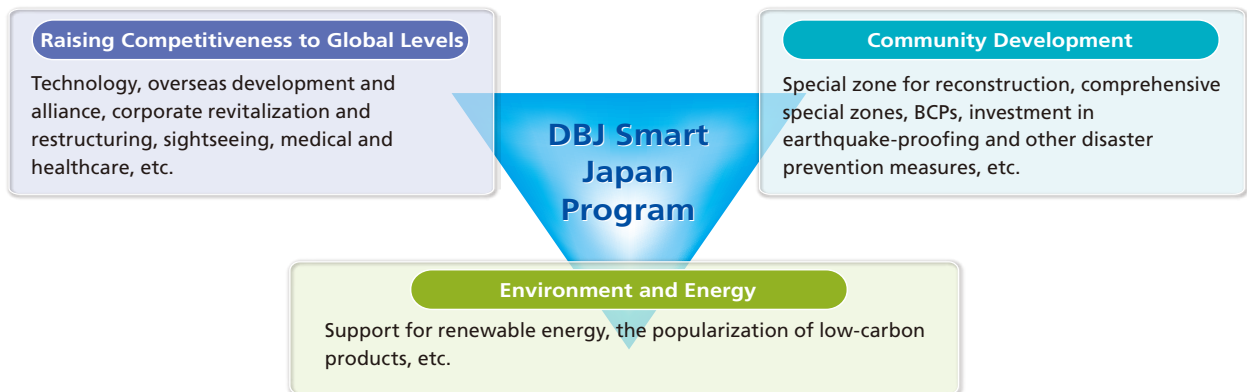 Raising Competitiveness to Global Levels
Technology, overseas development and
alliance, corporate revitalization and
restructuring, sightseeing, medical and
healthcare, etc.
Community Development
Special zone for reconstruction, comprehensive
special zones, BCPs, investment in
earthquake-proofing and other disaster
prevention measures, etc.
DBJ Smart
Japan
Program
Environment and Energy
Support for renewable energy, the popularization of low-carbon
products, etc.